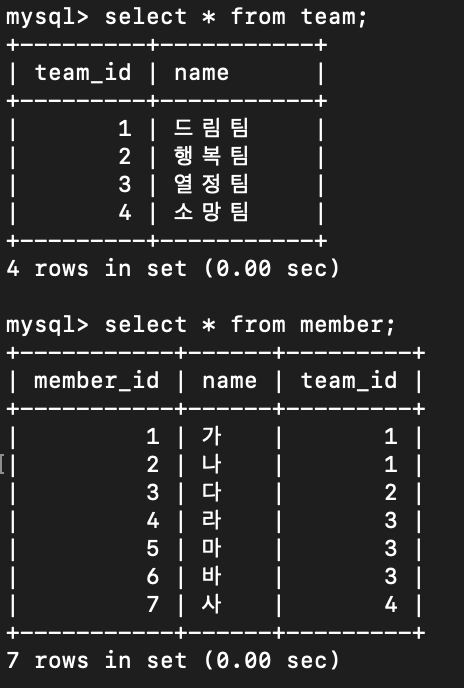 mysql> select * from team;
+---------+-----------+
| team_id | name      |
+---------+-----------+
|       1 | 드림팀    |
|       2 | 행복팀    |
|       3 | 열정팀    |
|       4 | 소망팀    |
+---------+-----------+
4 rows in set (0.00 sec)

mysql> select * from member;
+-----------+------+---------+
| member_id | name | team_id |
+-----------+------+---------+
|         1 | 가   |       1 |
|         2 | 나   |       1 |
|         3 | 다   |       2 |
|         4 | 라   |       3 |
|         5 | 마   |       3 |
|         6 | 바   |       3 |
|         7 | 사   |       4 |
+-----------+------+---------+
7 rows in set (0.00 sec)